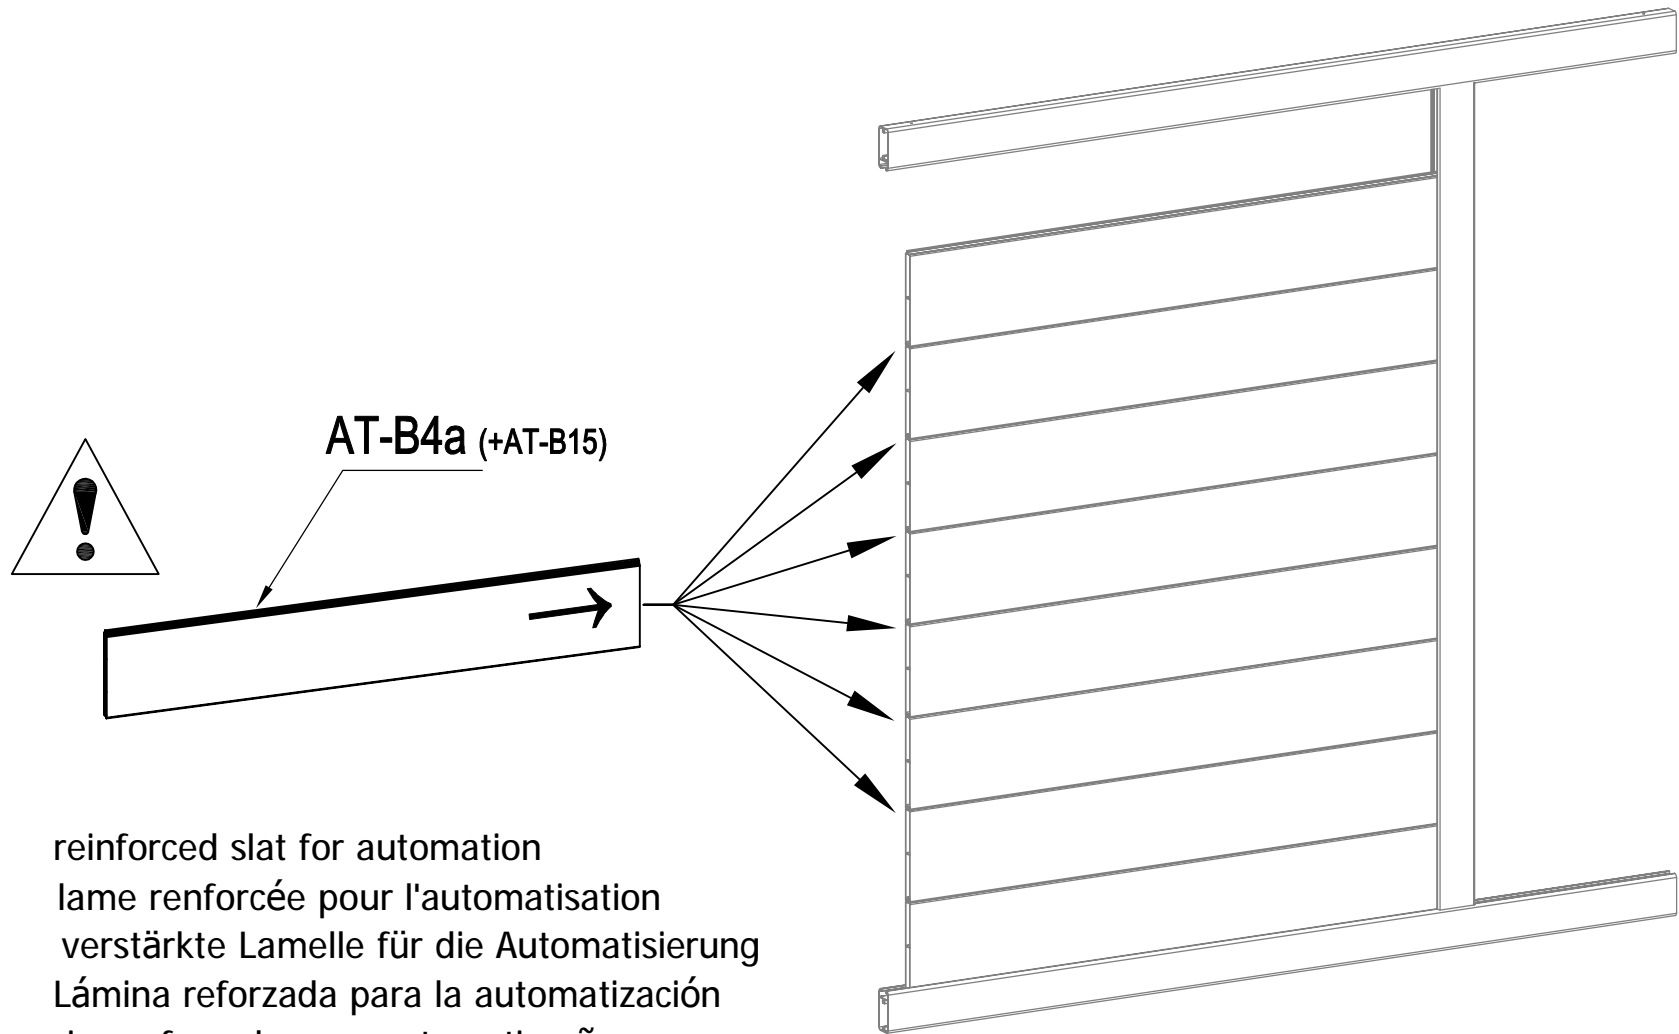 AT-B4a (+AT-B15)
reinforced slat for automation
lame renforcée pour l'automatisation
verstärkte Lamelle für die Automatisierung
Lámina reforzada para la automatización